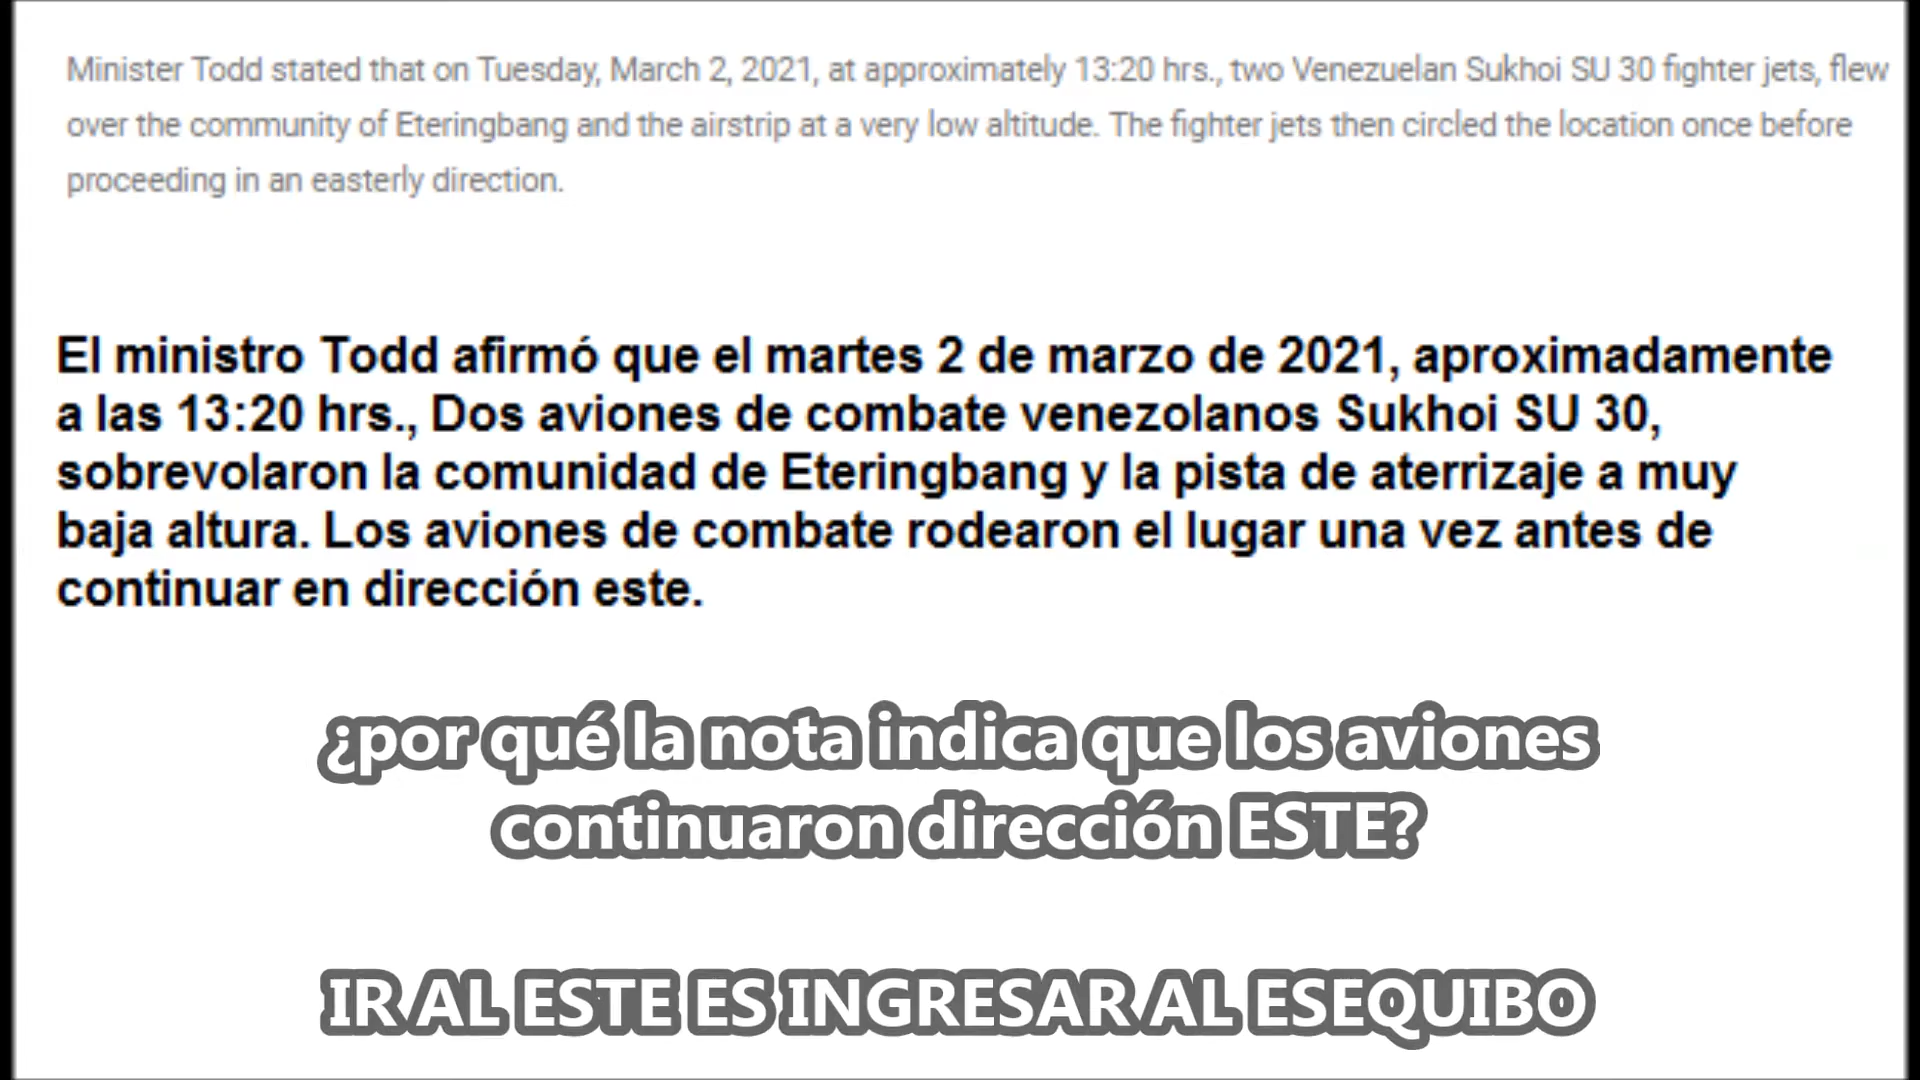 Minister Todd stated that on Tuesday, March 2, 2021, at approximately 13:20 hrs., two Venezuelan Sukhoi SU 30 fighter jets, flew
over the community of Eteringbang and the airstrip at a very low altitude. The fighter jets then circled the location once before
proceeding in an easterly direction.
El ministro Todd afirmó que el martes 2 de marzo de 2021, aproximadamente
a las 13:20 hrs., Dos aviones de combate venezolanos Sukhoi SU 30,
sobrevolaron la comunidad de Eteringbang y la pista de aterrizaje a muy
baja altura. Los aviones de combate rodearon el lugar una vez antes de
continuar en dirección este.
¿por qué la nota indica que los aviones
continuaron dirección ESTE?
IR AL ESTE ES INGRESAR AL ESEQUIBO